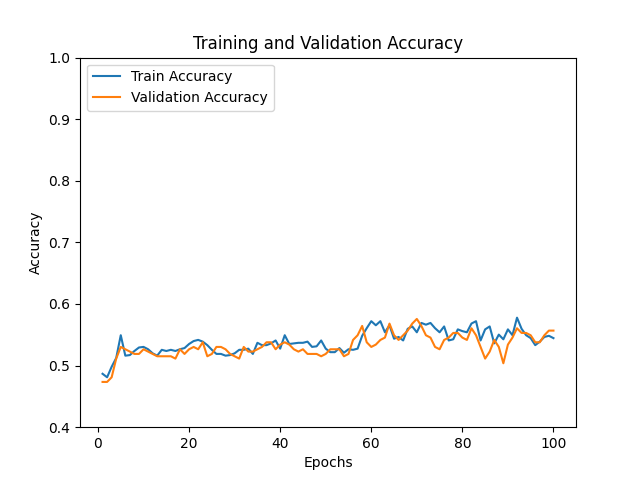 Training and Validation Accuracy
Train Accuracy
Validation Accuracy
1.0
0.9
0.8
0.7
0.6
0.5
0.4
Accuracy
0 20 40 60 80 100
Epochs